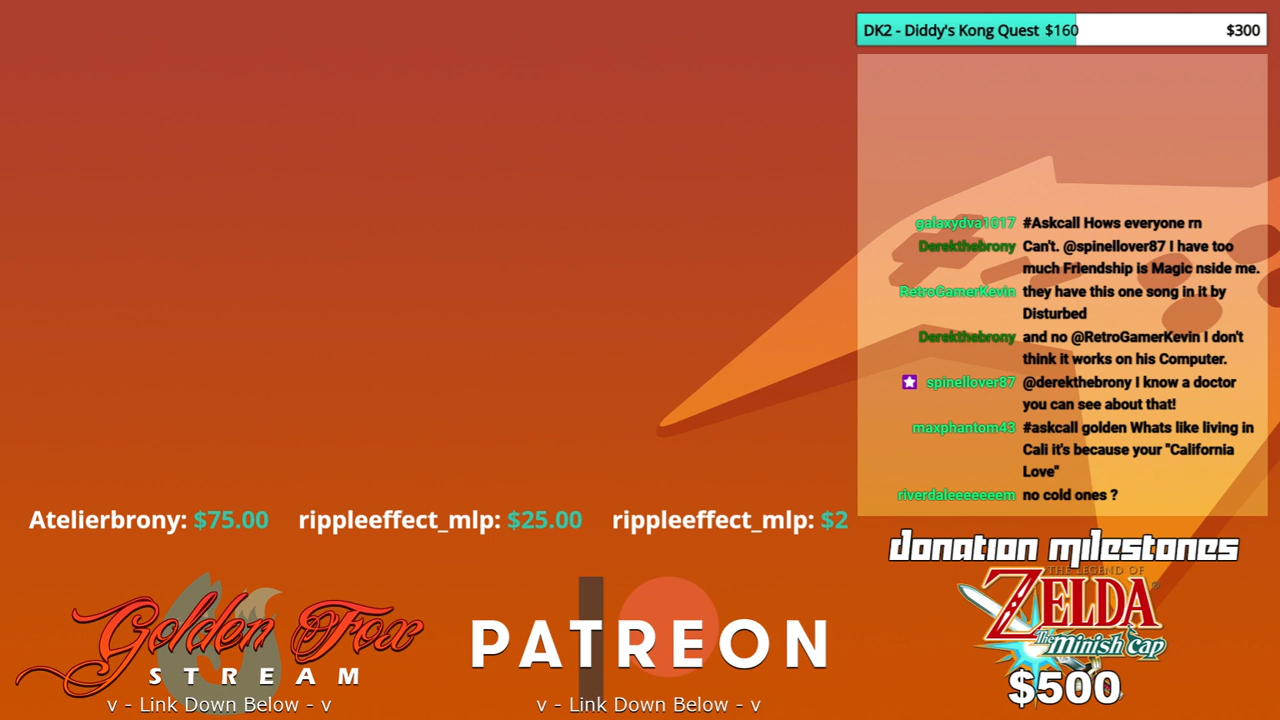 DK2 - Diddy's Kong Quest $160 $300
galaxydva1017 #Askcall Hows everyone rn
Derekthebrony Can't. @spinellover87 I have too
much Friendship is Magic nside me.
RetroGamerKevin they have this one song in it by
Disturbed
Derekthebrony and no @RetroGamerKevin I don't
think it works on his Computer.
spinellover87 @derekthebrony I know a doctor
you can see about that!
maxphantom43 #askcall golden Whats like living in
Cali it's because your "California
Love"
riverdaleeeeeeem no cold ones ?
Atelierbrony: $75.00 rippleeffect_mlp: $25.00 rippleeffect_mlp: $2
donation milestones
THE LEGEND OF
ZELDA
The Minish Cap
$500
Golden Fox
STREAM
v - Link Down Below - v
PATREON
v - Link Down Below - v